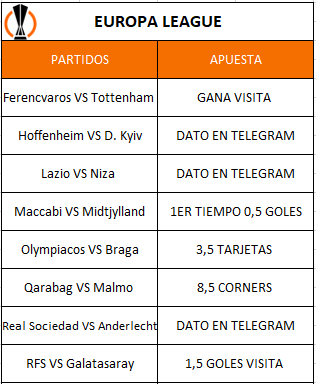 EUROPA LEAGUE
PARTIDOS APUESTA
Ferencvaros VS Tottenham GANA VISITA
Hoffenheim VS D. Kyiv DATO EN TELEGRAM
Lazio VS Niza DATO EN TELEGRAM
Maccabi VS Midtjylland 1ER TIEMPO 0,5 GOLES
Olympiacos VS Braga 3,5 TARJETAS
Qarabag VS Malmo 8,5 CORNERS
Real Sociedad VS Anderlecht DATO EN TELEGRAM
RFS VS Galatasaray 1,5 GOLES VISITA